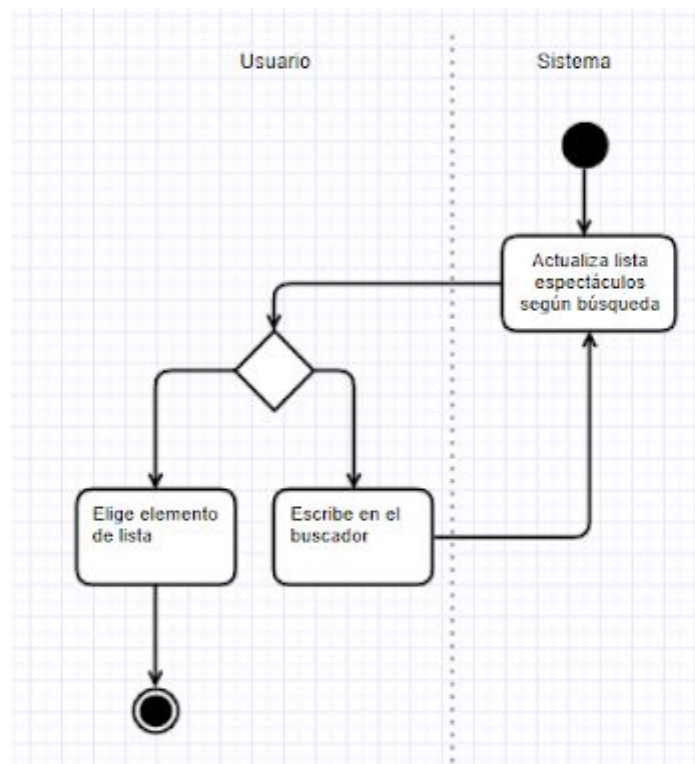 Usuario
Sistema
Actualiza lista
espectáculos
según búsqueda
Elige elemento
de lista
Escribe en el
buscador